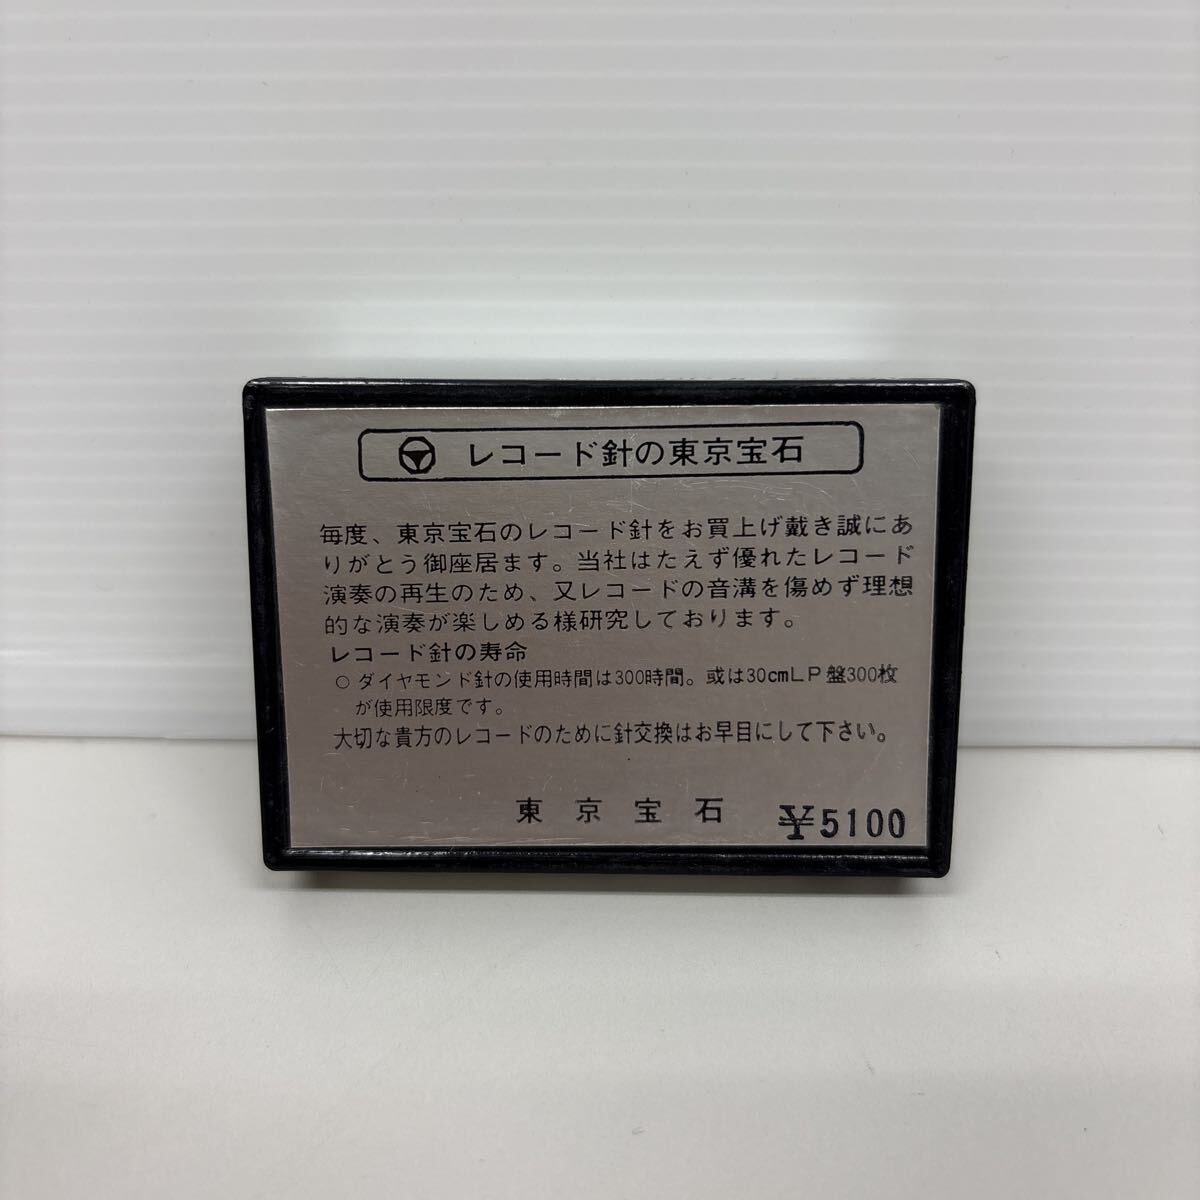 レコード針の東京宝石
毎度、東京宝石のレコード針をお買上げ戴き誠にあ
りがとう御座居ます。当社はたえず優れたレコード
演奏の再生のため、又レコードの音溝を傷めず理想
的な演奏が楽しめる様研究しております。
レコード針の寿命
○ダイヤモンド針の使用時間は300時間。或は30cmLP盤300枚
が使用限度です。
大切な貴方のレコードのために針交換はお早目にして下さい。
東京宝石 ¥5100